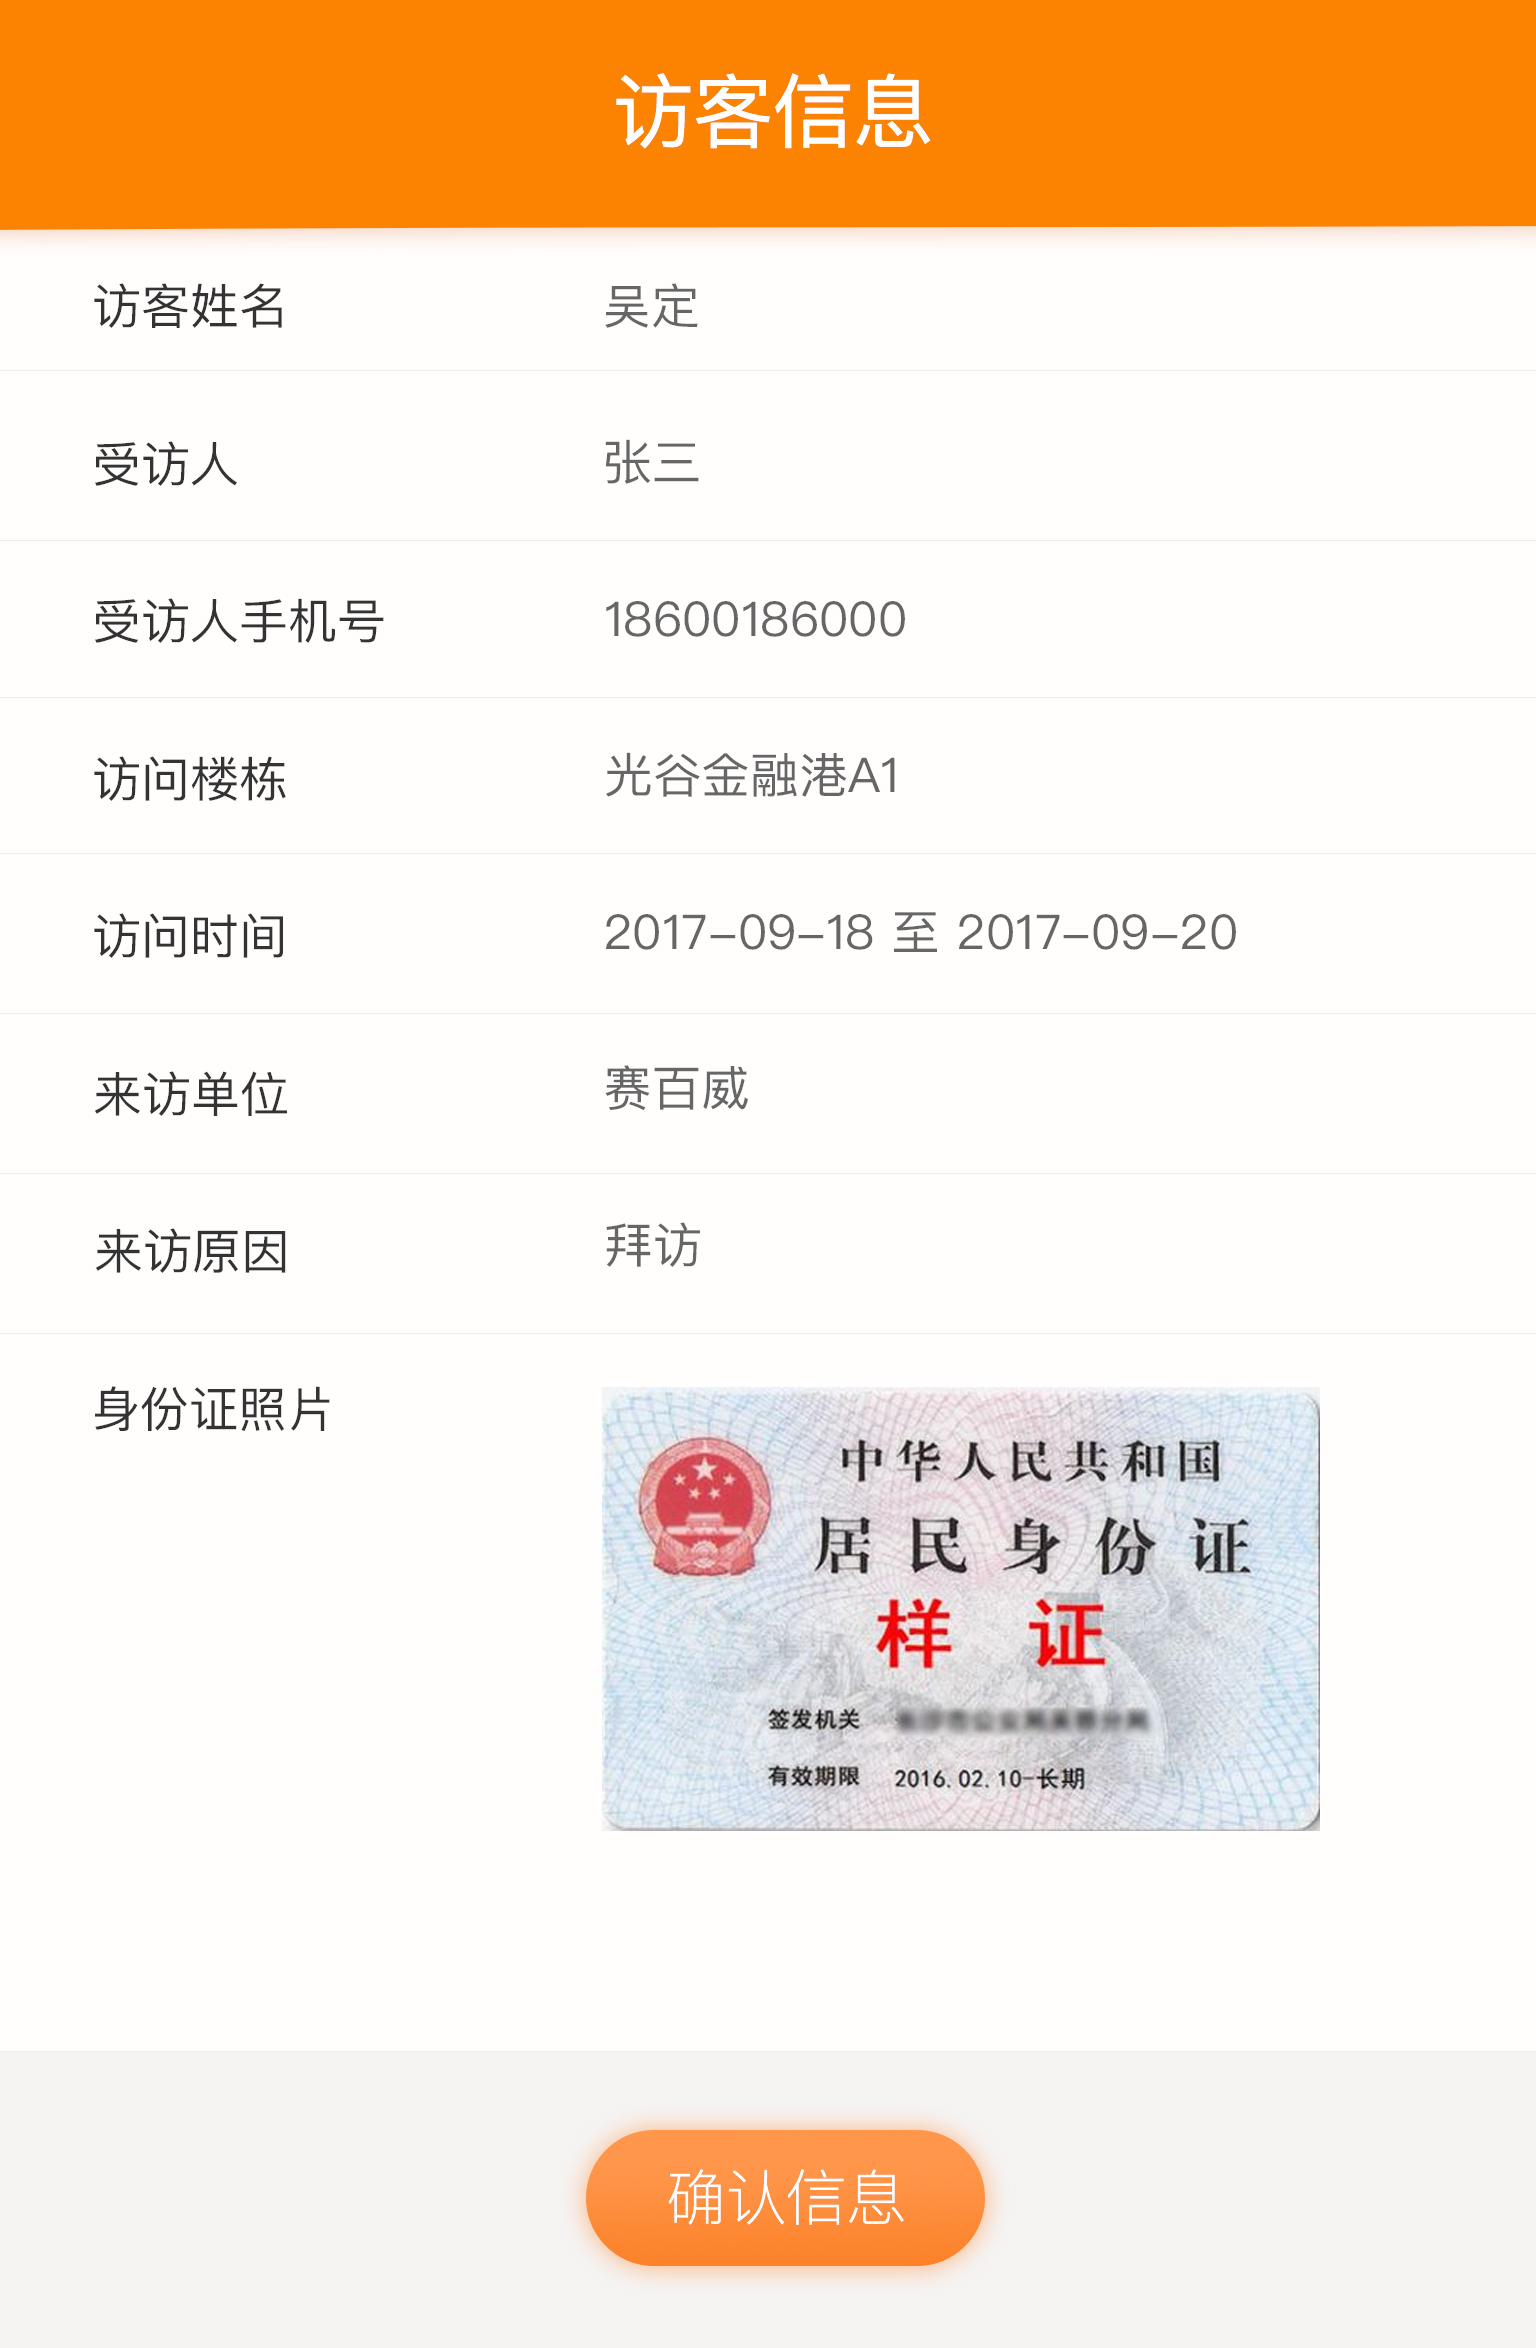 访客信息
访客姓名 吴定
受访人 张三
受访人手机号 18600186000
访问楼栋 光谷金融港A1
访问时间 2017-09-18 至 2017-09-20
来访单位 赛百威
来访原因 拜访
身份证照片
中华人民共和国
居民身份证
样 证
签发机关
有效期限 2016.02.10-长期
确认信息